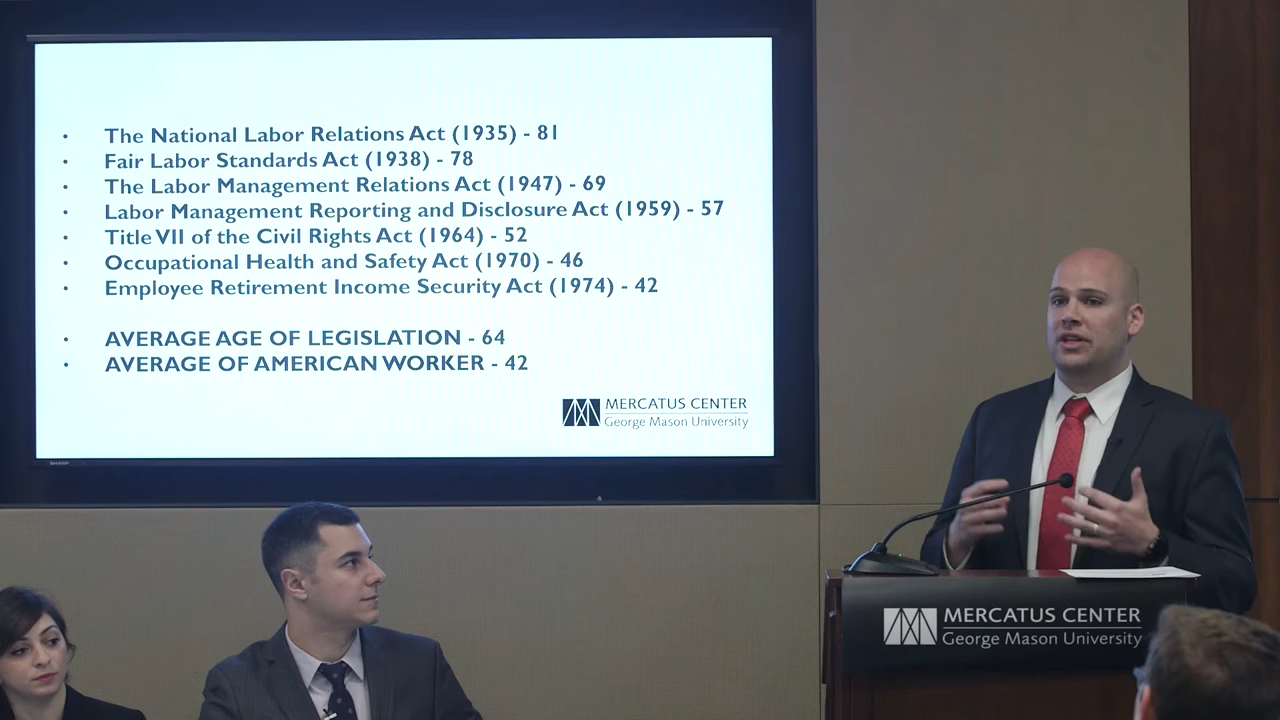 • The National Labor Relations Act (1935) - 81
• Fair Labor Standards Act (1938) - 78
• The Labor Management Relations Act (1947) - 69
• Labor Management Reporting and Disclosure Act (1959) - 57
• Title VII of the Civil Rights Act (1964) - 52
• Occupational Health and Safety Act (1970) - 46
• Employee Retirement Income Security Act (1974) - 42
• AVERAGE AGE OF LEGISLATION - 64
• AVERAGE OF AMERICAN WORKER - 42
MERCATUS CENTER
George Mason University
SHARP
MERCATUS CENTER
George Mason University